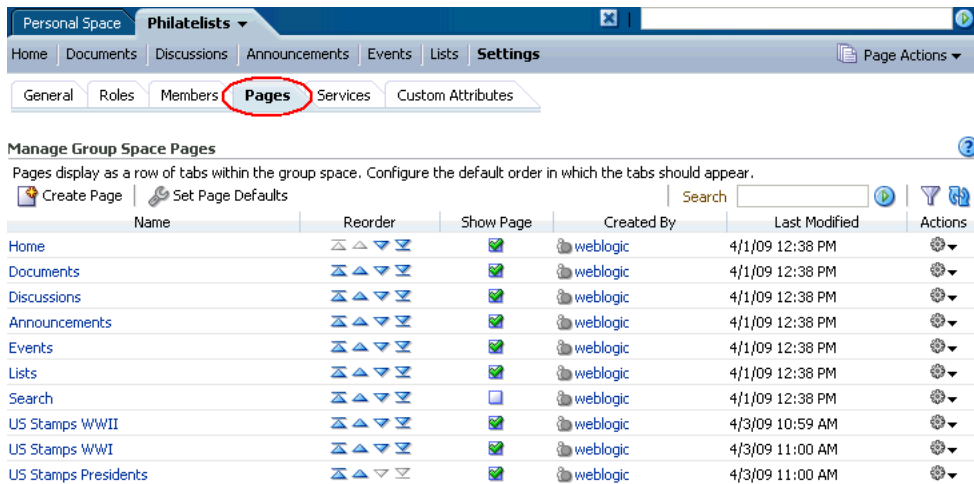 Personal Space Philatelists
Home Documents Discussions Announcements Events Lists Settings Page Actions
General Roles Members Pages Services Custom Attributes
Manage Group Space Pages ?
Pages display as a row of tabs within the group space. Configure the default order in which the tabs should appear.
Create Page Set Page Defaults Search
Name Reorder Show Page Created By Last Modified Actions
Home weblogic 4/1/09 12:38 PM
Documents weblogic 4/1/09 12:38 PM
Discussions weblogic 4/1/09 12:38 PM
Announcements weblogic 4/1/09 12:38 PM
Events weblogic 4/1/09 12:38 PM
Lists weblogic 4/1/09 12:38 PM
Search weblogic 4/1/09 12:38 PM
US Stamps WWII weblogic 4/3/09 10:59 AM
US Stamps WWI weblogic 4/3/09 11:00 AM
US Stamps Presidents weblogic 4/3/09 11:00 AM